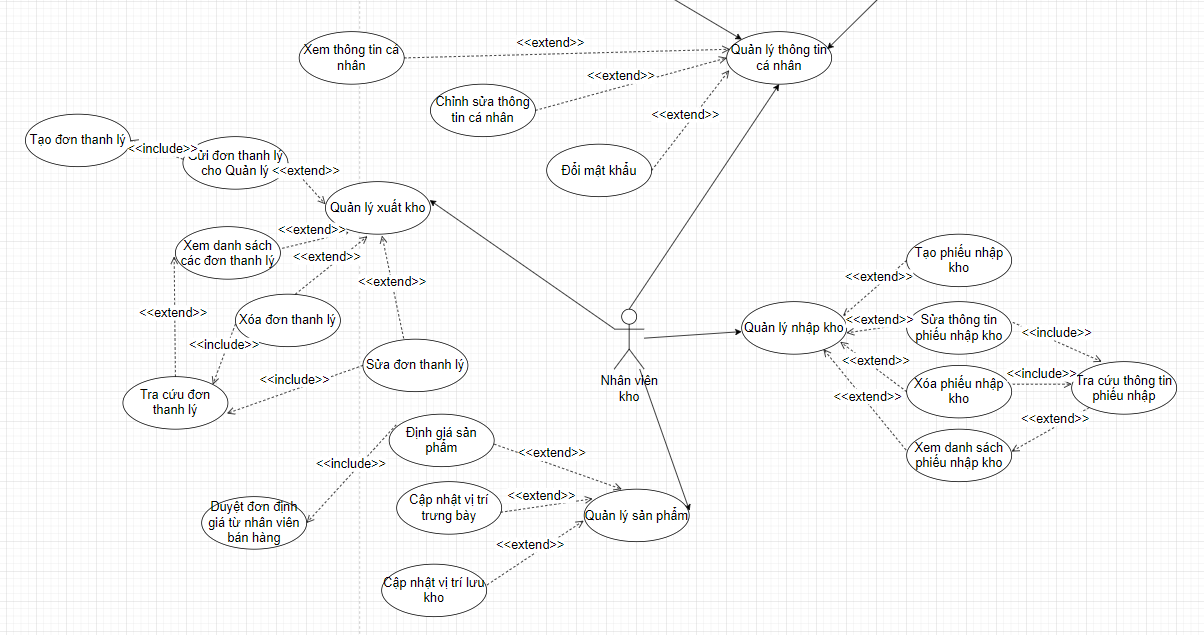 <<extend>>
Xem thông tin cá
nhân
Quản lý thông tin
cá nhân
<<extend>>
Chỉnh sửa thông
tin cá nhân
<<extend>>
Đổi mật khẩu
Tạo đơn thanh lý
<<include>>
Gửi đơn thanh lý
cho Quản lý
<<extend>>
Quản lý xuất kho
<<extend>>
Xem danh sách
các đơn thanh lý
<<extend>>
<<extend>>
<<extend>>
Xóa đơn thanh lý
<<include>>
Sửa đơn thanh lý
<<include>>
Tra cứu đơn
thanh lý
Nhân viên
kho
Tạo phiếu nhập
kho
<<extend>>
Quản lý nhập kho
<<extend>>
Sửa thông tin
phiếu nhập kho
<<include>>
<<extend>>
Xóa phiếu nhập
kho
<<include>>
Tra cứu thông tin
phiếu nhập
<<extend>>
<<extend>>
Xem danh sách
phiếu nhập kho
Định giá sản
phẩm
<<extend>>
<<include>>
Cập nhật vị trí
trưng bày
<<extend>>
Quản lý sản phẩm
Duyệt đơn định
giá từ nhân viên
bán hàng
<<extend>>
Cập nhật vị trí lưu
kho